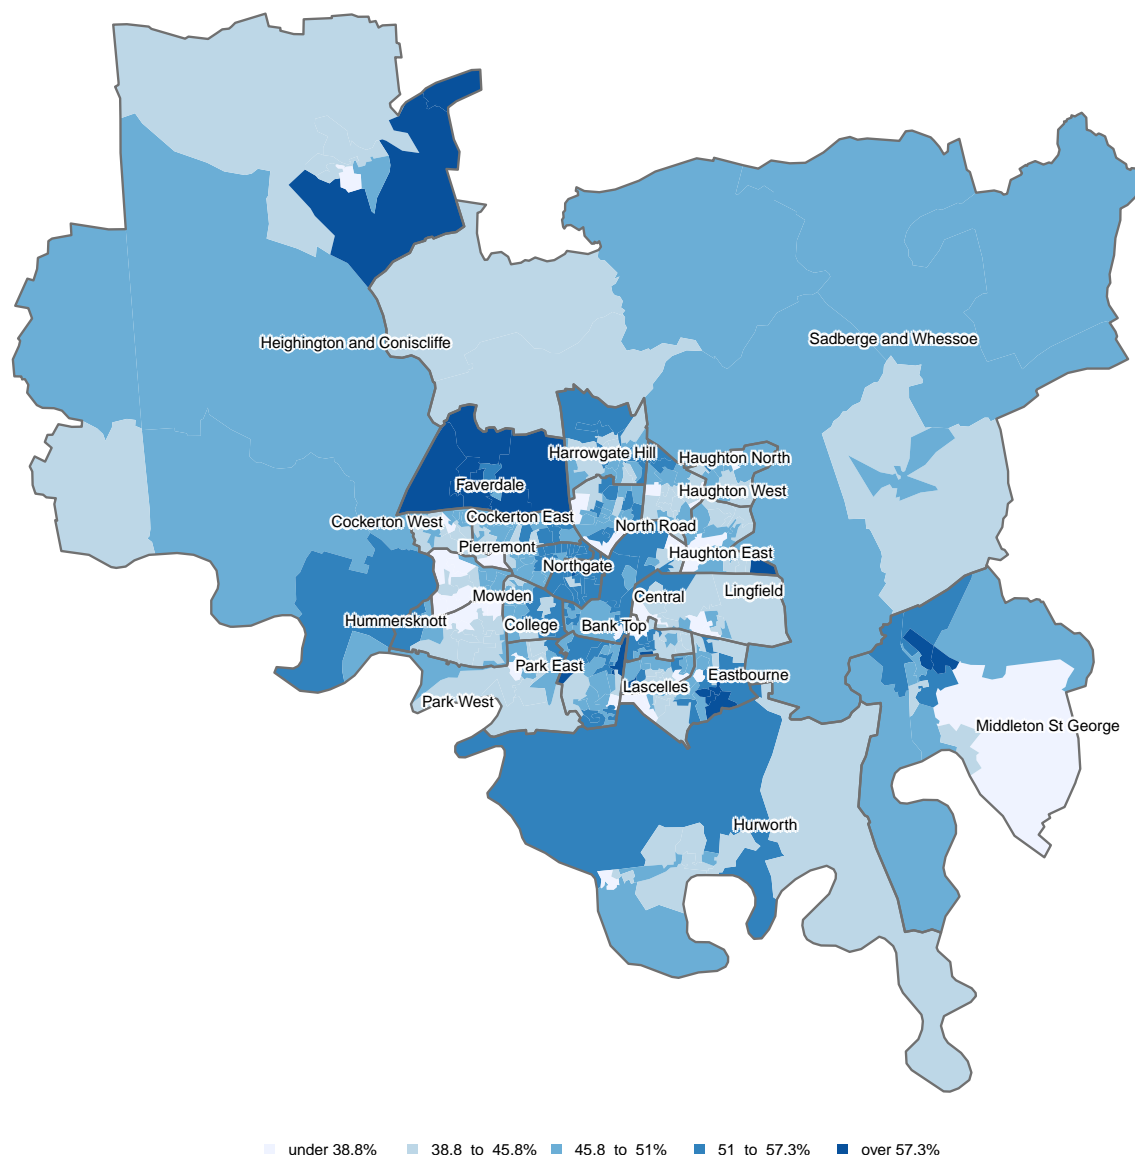 Heighington and Coniscliffe
Sadberge and Whessoe
Harrowgate Hill
Haughton North
Faverdale
Haughton West
Cockerton West
Cockerton East
North Road
Pierremont
Haughton East
Northgate
Mowden
Central
Lingfield
Hummersknott
College
Bank Top
Park East
Eastbourne
Lascelles
Park West
Middleton St George
Hurworth
under 38.8% 38.8 to 45.8% 45.8 to 51% 51 to 57.3% over 57.3%